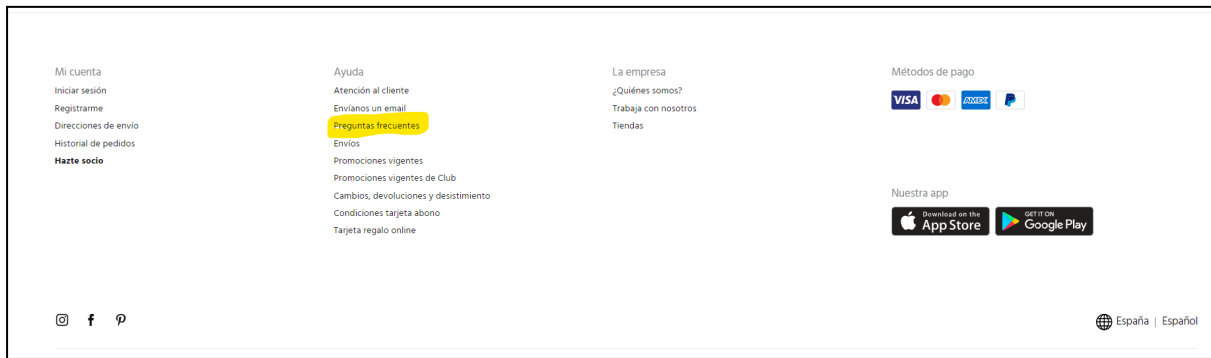 Mi cuenta
Iniciar sesión
Registrarme
Direcciones de envío
Historial de pedidos
Hazte socio
Ayuda
Atención al cliente
Envíanos un email
Preguntas frecuentes
Envíos
Promociones vigentes
Promociones vigentes de Club
Cambios, devoluciones y desistimiento
Condiciones tarjeta abono
Tarjeta regalo online
La empresa
¿Quiénes somos?
Trabaja con nosotros
Tiendas
Métodos de pago
VISA AMEX
Nuestra app
Download on the
App Store
GET IT ON
Google Play
España | Español